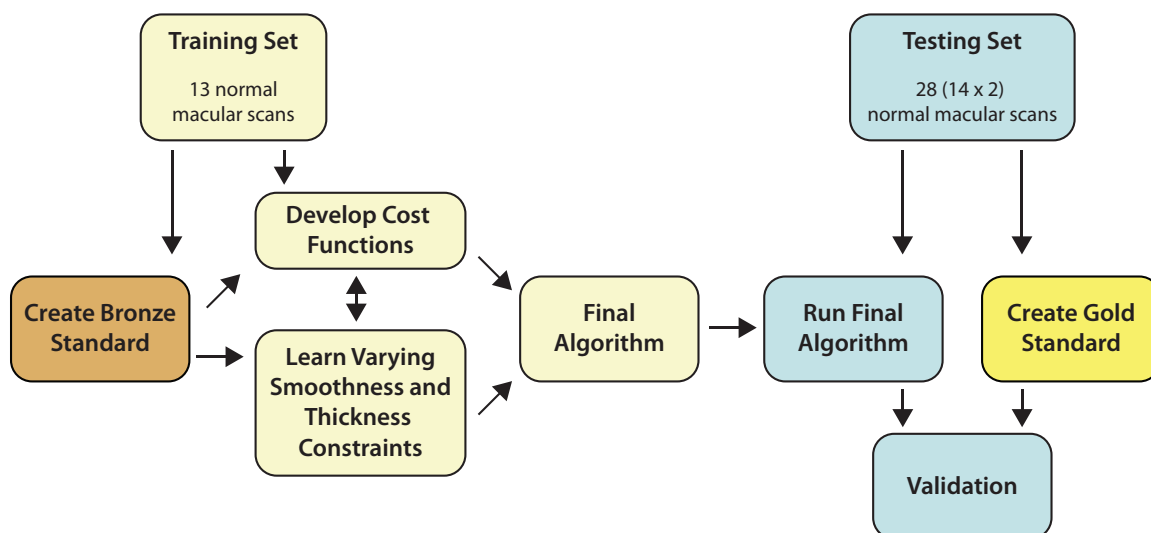 Training Set
13 normal
macular scans
Testing Set
28 (14 x 2)
normal macular scans
Develop Cost
Functions
Create Bronze
Standard
Learn Varying
Smoothness and
Thickness
Constraints
Final
Algorithm
Run Final
Algorithm
Create Gold
Standard
Validation